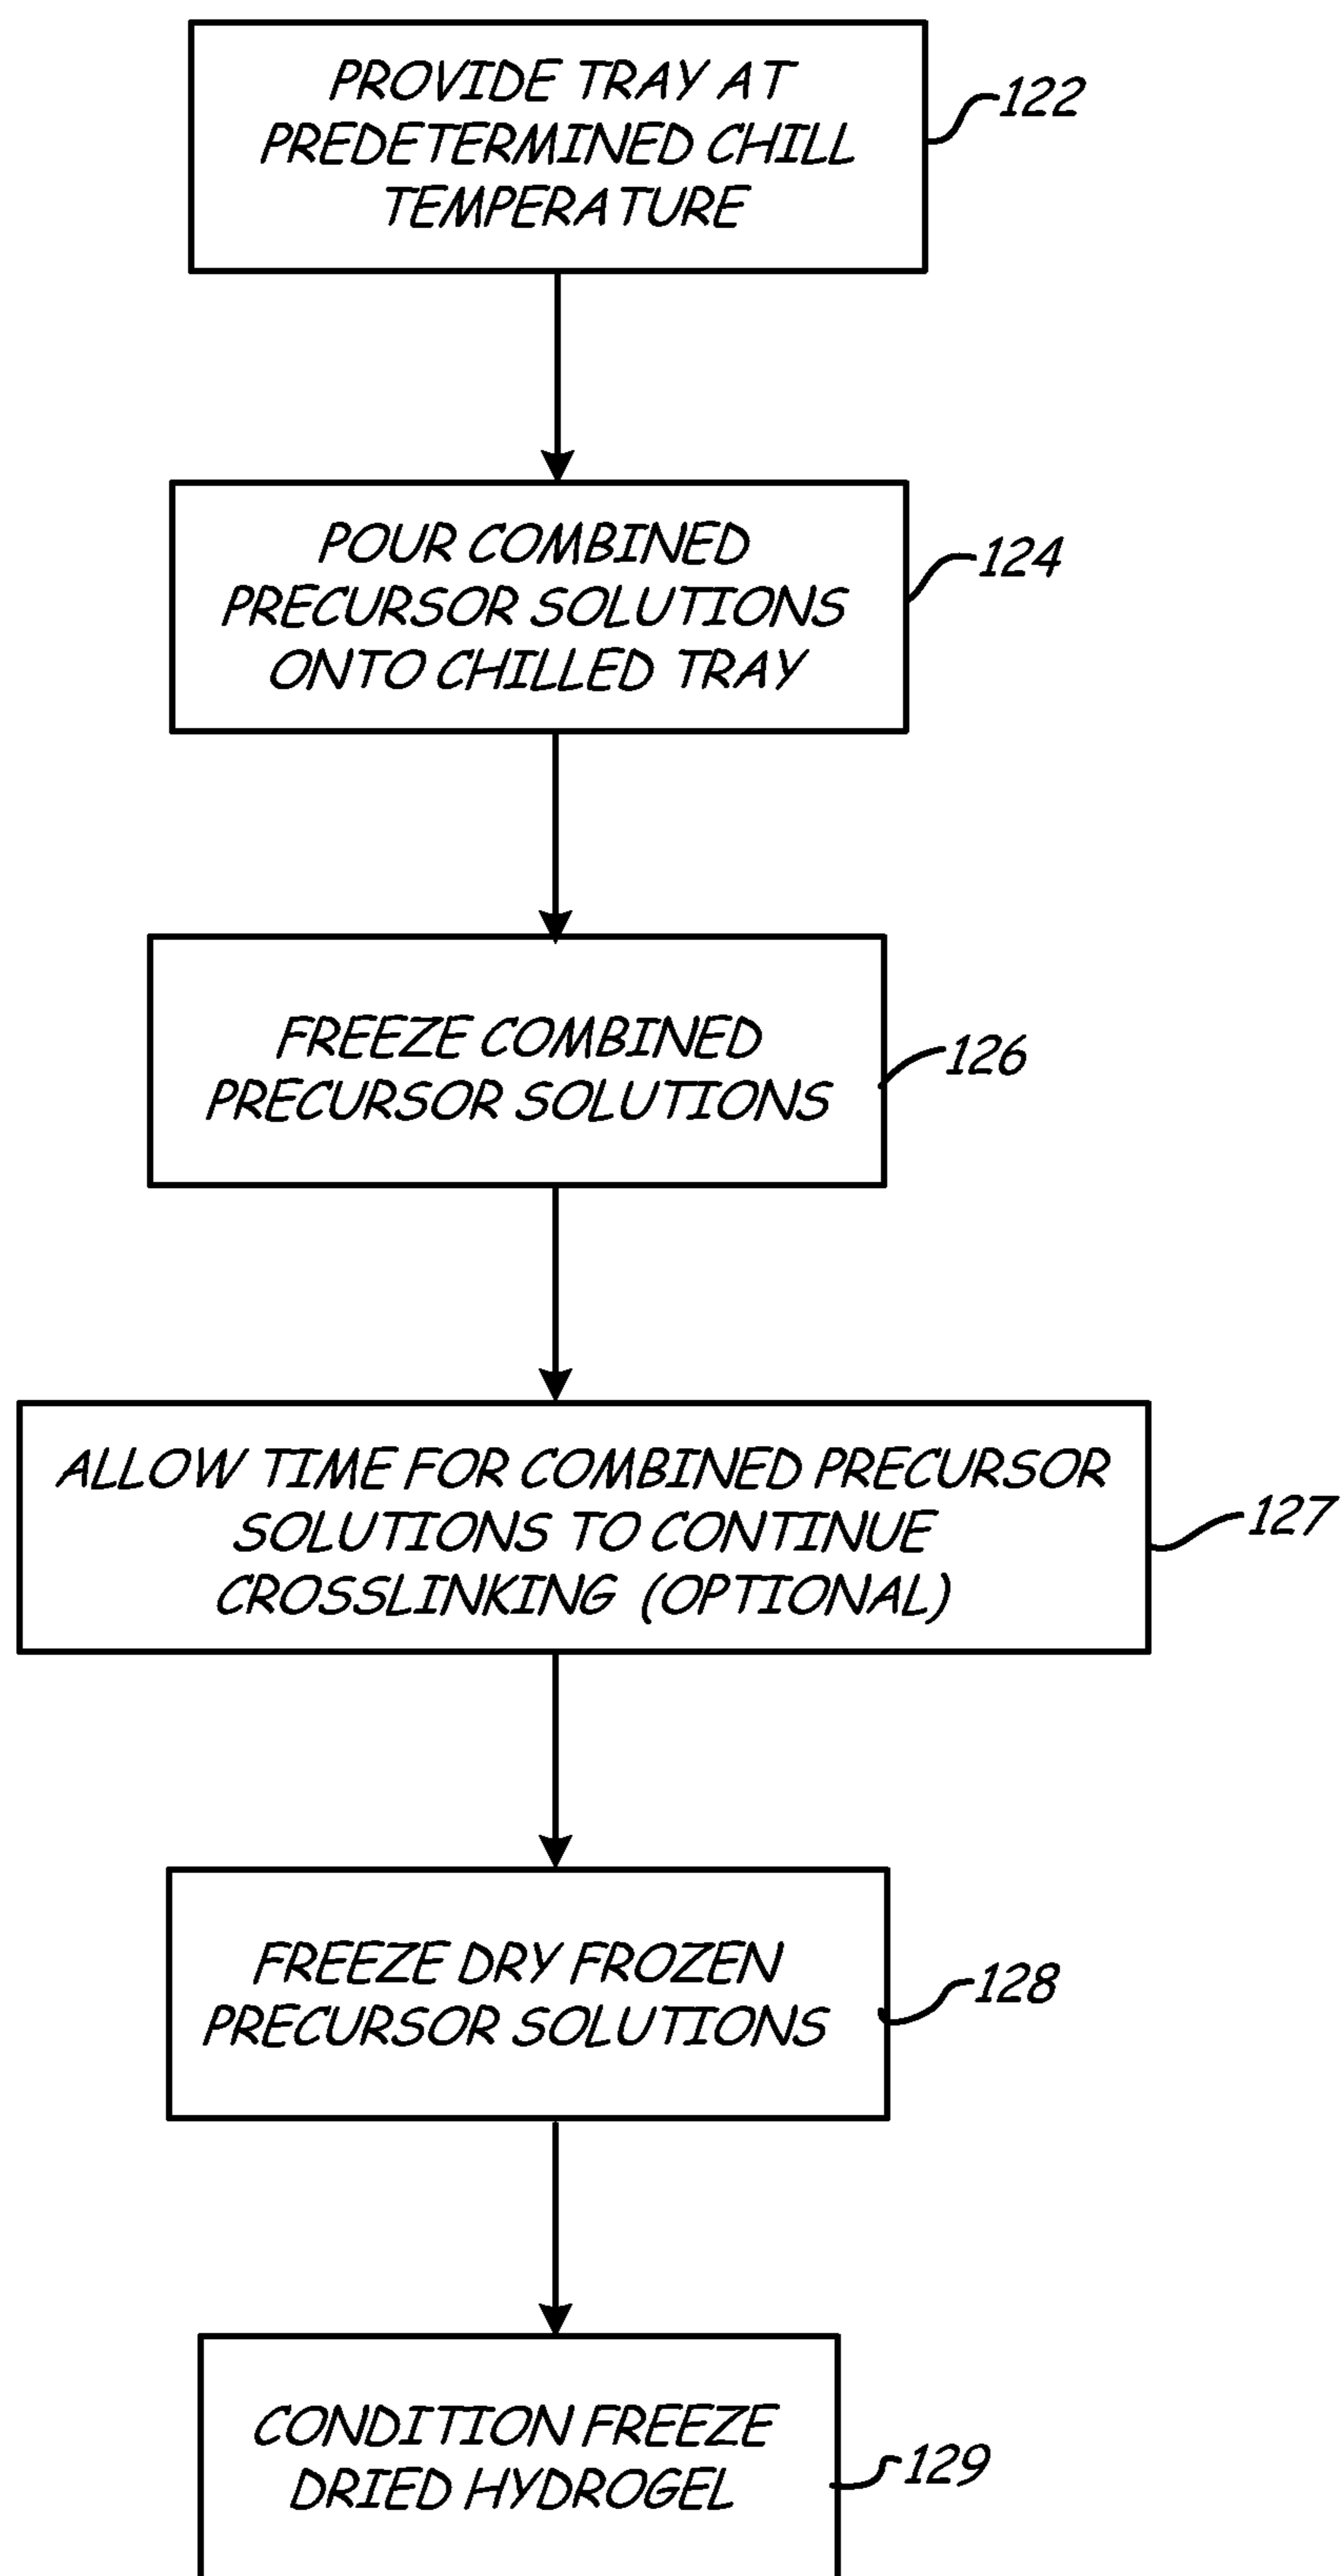 PROVIDE TRAY AT
PREDETERMINED CHILL
TEMPERATURE
122
POUR COMBINED
PRECURSOR SOLUTIONS
ONTO CHILLED TRAY
124
FREEZE COMBINED
PRECURSOR SOLUTIONS
126
ALLOW TIME FOR COMBINED PRECURSOR
SOLUTIONS TO CONTINUE
CROSSLINKING (OPTIONAL)
127
FREEZE DRY FROZEN
PRECURSOR SOLUTIONS
128
CONDITION FREEZE
DRIED HYDROGEL
129